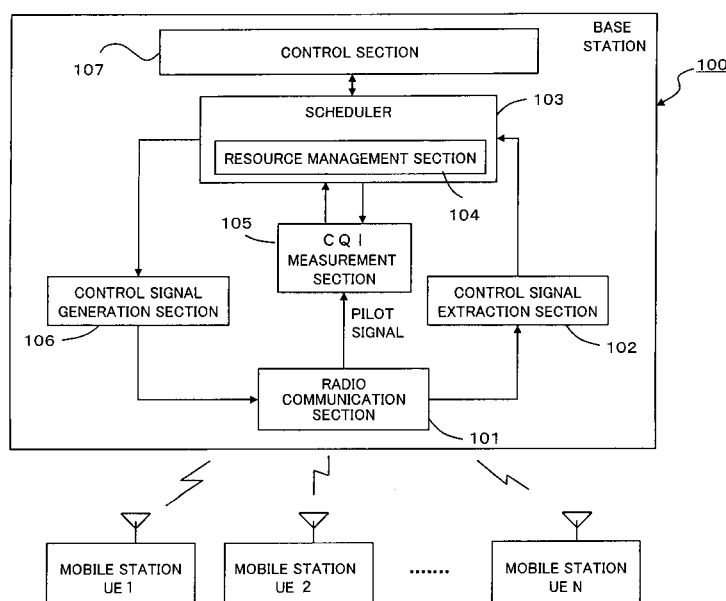 BASE
STATION
CONTROL SECTION
107
100
103
SCHEDULER
RESOURCE MANAGEMENT SECTION
104
105
CQI
MEASUREMENT
SECTION
CONTROL SIGNAL
GENERATION SECTION
106
PILOT
SIGNAL
CONTROL SIGNAL
EXTRACTION SECTION
102
RADIO
COMMUNICATION
SECTION
101
MOBILE STATION
UE 1
MOBILE STATION
UE 2
.......
MOBILE STATION
UE N